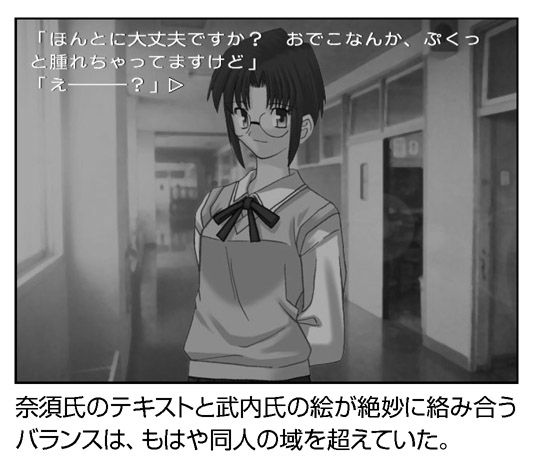 「ほんとに大丈夫ですか？　おでこなんか、ぷくっ
と腫れちゃってますけど」
「え―――？」▷
奈須氏のテキストと武内氏の絵が絶妙に絡み合う
バランスは、もはや同人の域を超えていた。